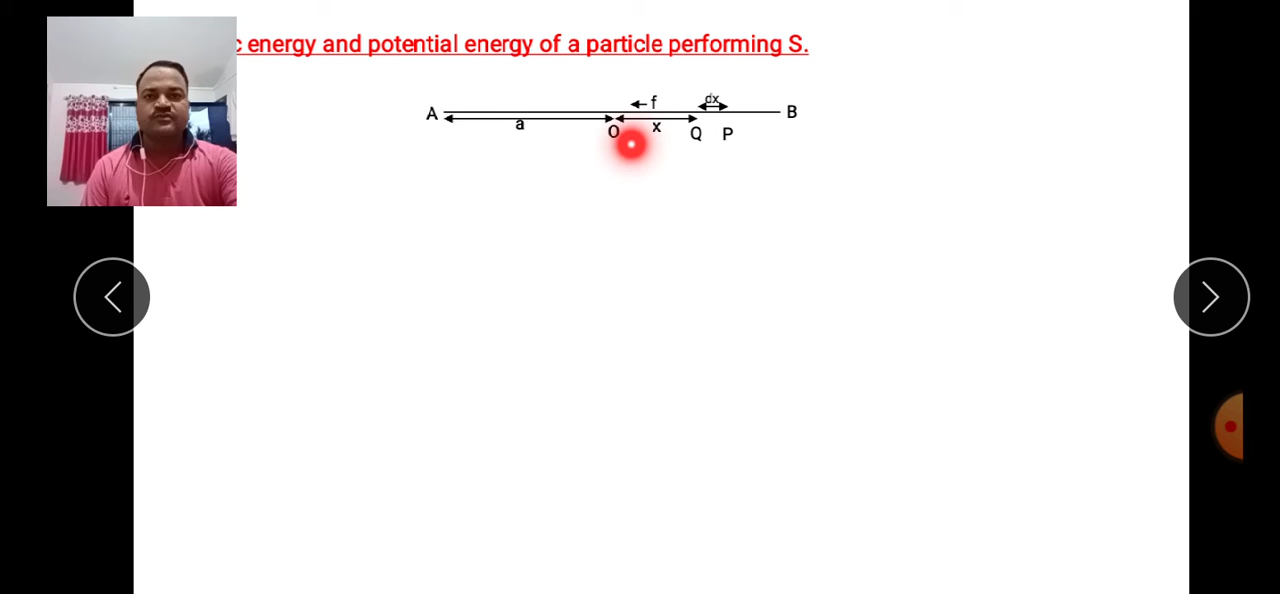 c energy and potential energy of a particle performing S.
f dx
A B
a O x Q P